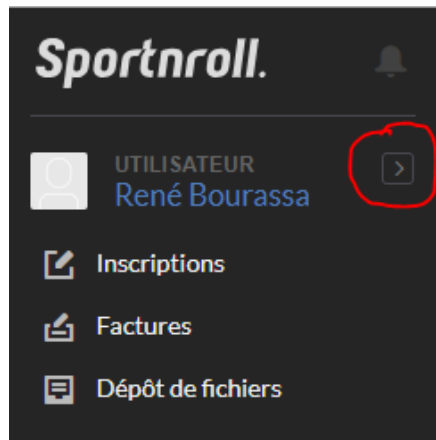 Sportnroll.
UTILISATEUR
René Bourassa
Inscriptions
Factures
Dépôt de fichiers